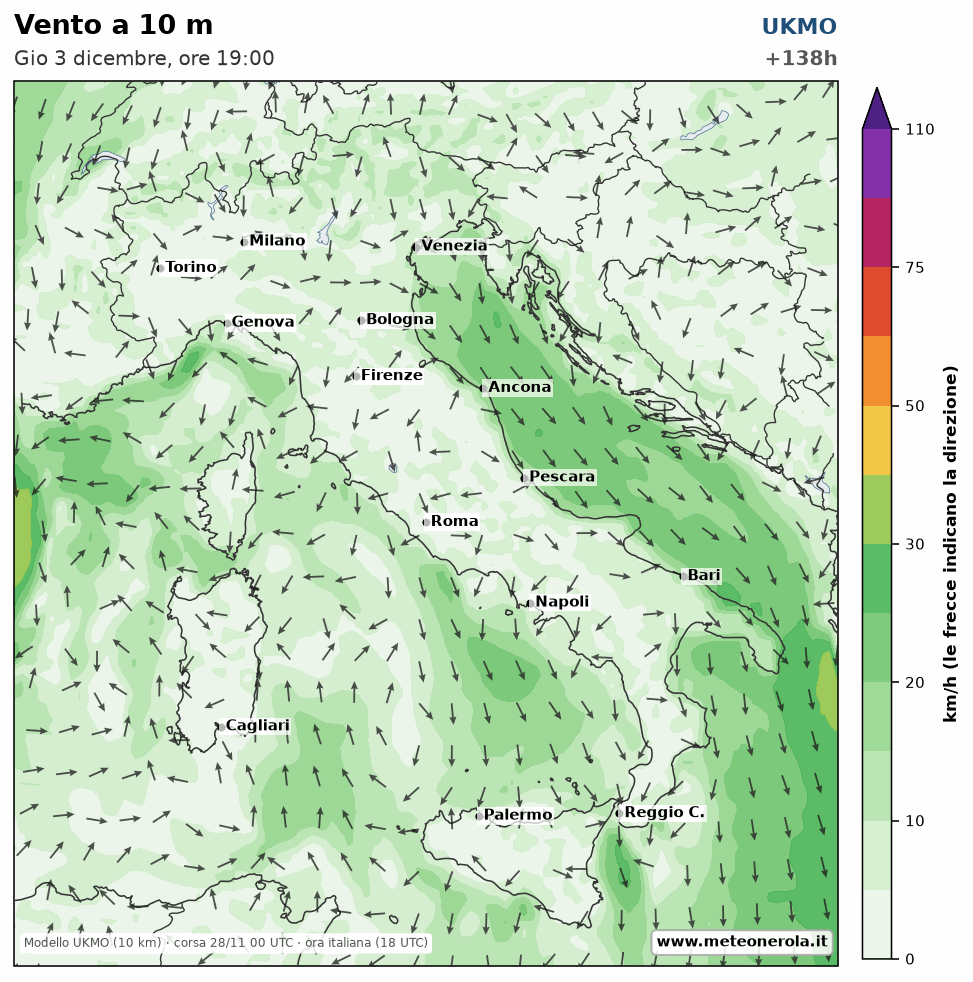 Vento a 10 m
UKMO
Gio 3 dicembre, ore 19:00
+138h
Milano
Venezia
Torino
Genova
Bologna
Firenze
Ancona
Pescara
Roma
Bari
Napoli
Cagliari
Palermo
Reggio C.
Modello UKMO (10 km) · corsa 28/11 00 UTC · ora italiana (18 UTC)
www.meteonerola.it
110
75
50
30
20
10
0
km/h (le frecce indicano la direzione)